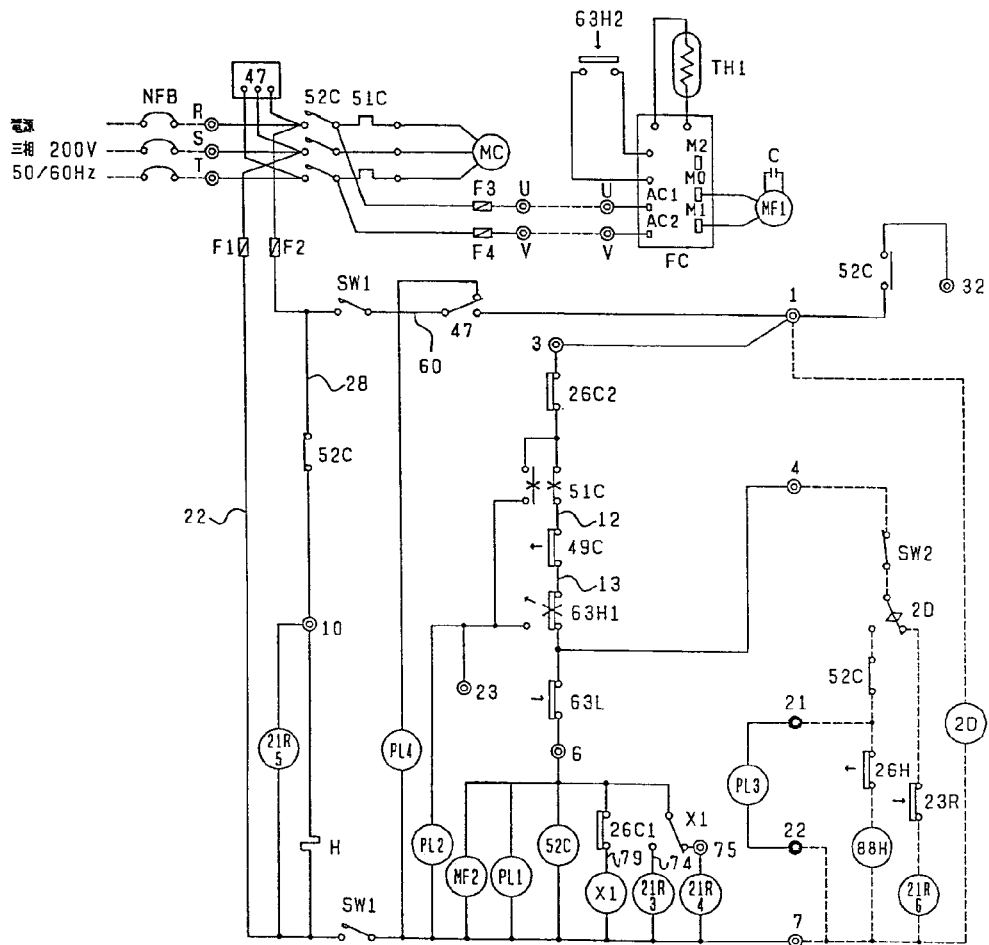 63H2
TH1
47
NFB
52C
51C
電源
三相 200V
50/60Hz
R
S
T
MC
M2
M0
M1
AC1
AC2
FC
C
MF1
F3
U
U
F4
V
V
F1
F2
SW1
47
60
1
52C
32
3
26C2
28
52C
22
51C
12
49C
13
63H1
4
SW2
2D
10
23
63L
6
52C
21
26H
23R
2D
21R
5
PL4
PL3
22
88H
H
PL2
MF2
PL1
52C
26C1
79
X1
X1
74
75
21R
3
21R
4
21R
6
SW1
7